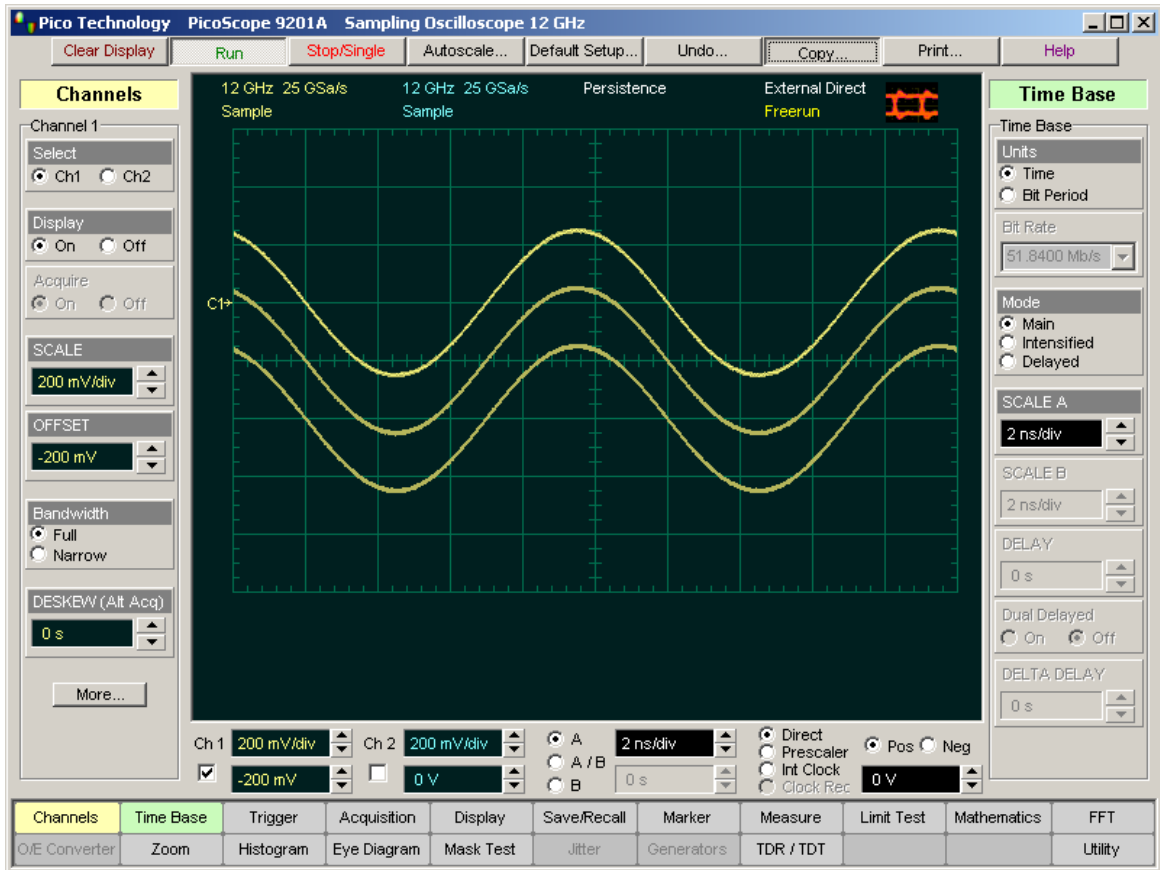 Pico Technology PicoScope 9201A Sampling Oscilloscope 12 GHz
Clear Display Run Stop/Single Autoscale... Default Setup... Undo... Copy... Print... Help
Channels
Channel 1
Select
Ch1 Ch2
Display
On Off
Acquire
On Off
SCALE
200 mV/div
OFFSET
-200 mV
Bandwidth
Full
Narrow
DESKEW (Alt Acq)
0 s
More...
12 GHz 25 GSa/s 12 GHz 25 GSa/s Persistence External Direct
Sample Sample Freerun
C1
Time Base
Time Base
Units
Time
Bit Period
Bit Rate
51.8400 Mb/s
Mode
Main
Intensified
Delayed
SCALE A
2 ns/div
SCALE B
2 ns/div
DELAY
0 s
Dual Delayed
On Off
DELTA DELAY
0 s
Ch 1 200 mV/div Ch 2 200 mV/div A 2 ns/div Direct Pos Neg
Prescaler
A / B
-200 mV 0 V B 0 s Int Clock 0 V
Clock Rec
Channels Time Base Trigger Acquisition Display Save/Recall Marker Measure Limit Test Mathematics FFT
O/E Converter Zoom Histogram Eye Diagram Mask Test Jitter Generators TDR / TDT Utility